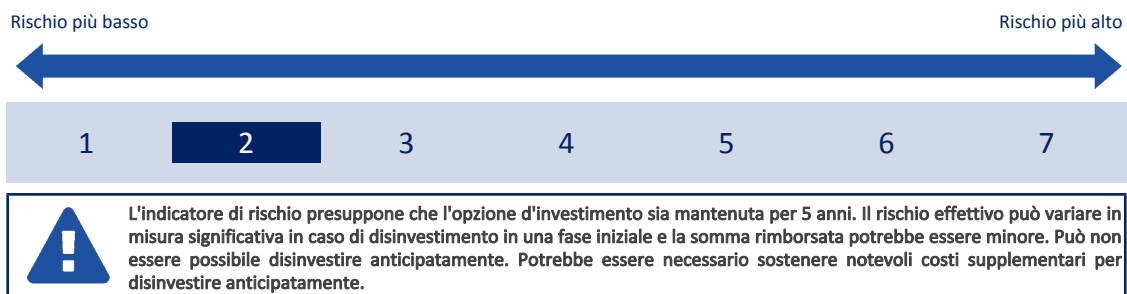 Rischio più basso Rischio più alto
1 2 3 4 5 6 7
L'indicatore di rischio presuppone che l'opzione d'investimento sia mantenuta per 5 anni. Il rischio effettivo può variare in
misura significativa in caso di disinvestimento in una fase iniziale e la somma rimborsata potrebbe essere minore. Può non
essere possibile disinvestire anticipatamente. Potrebbe essere necessario sostenere notevoli costi supplementari per
disinvestire anticipatamente.